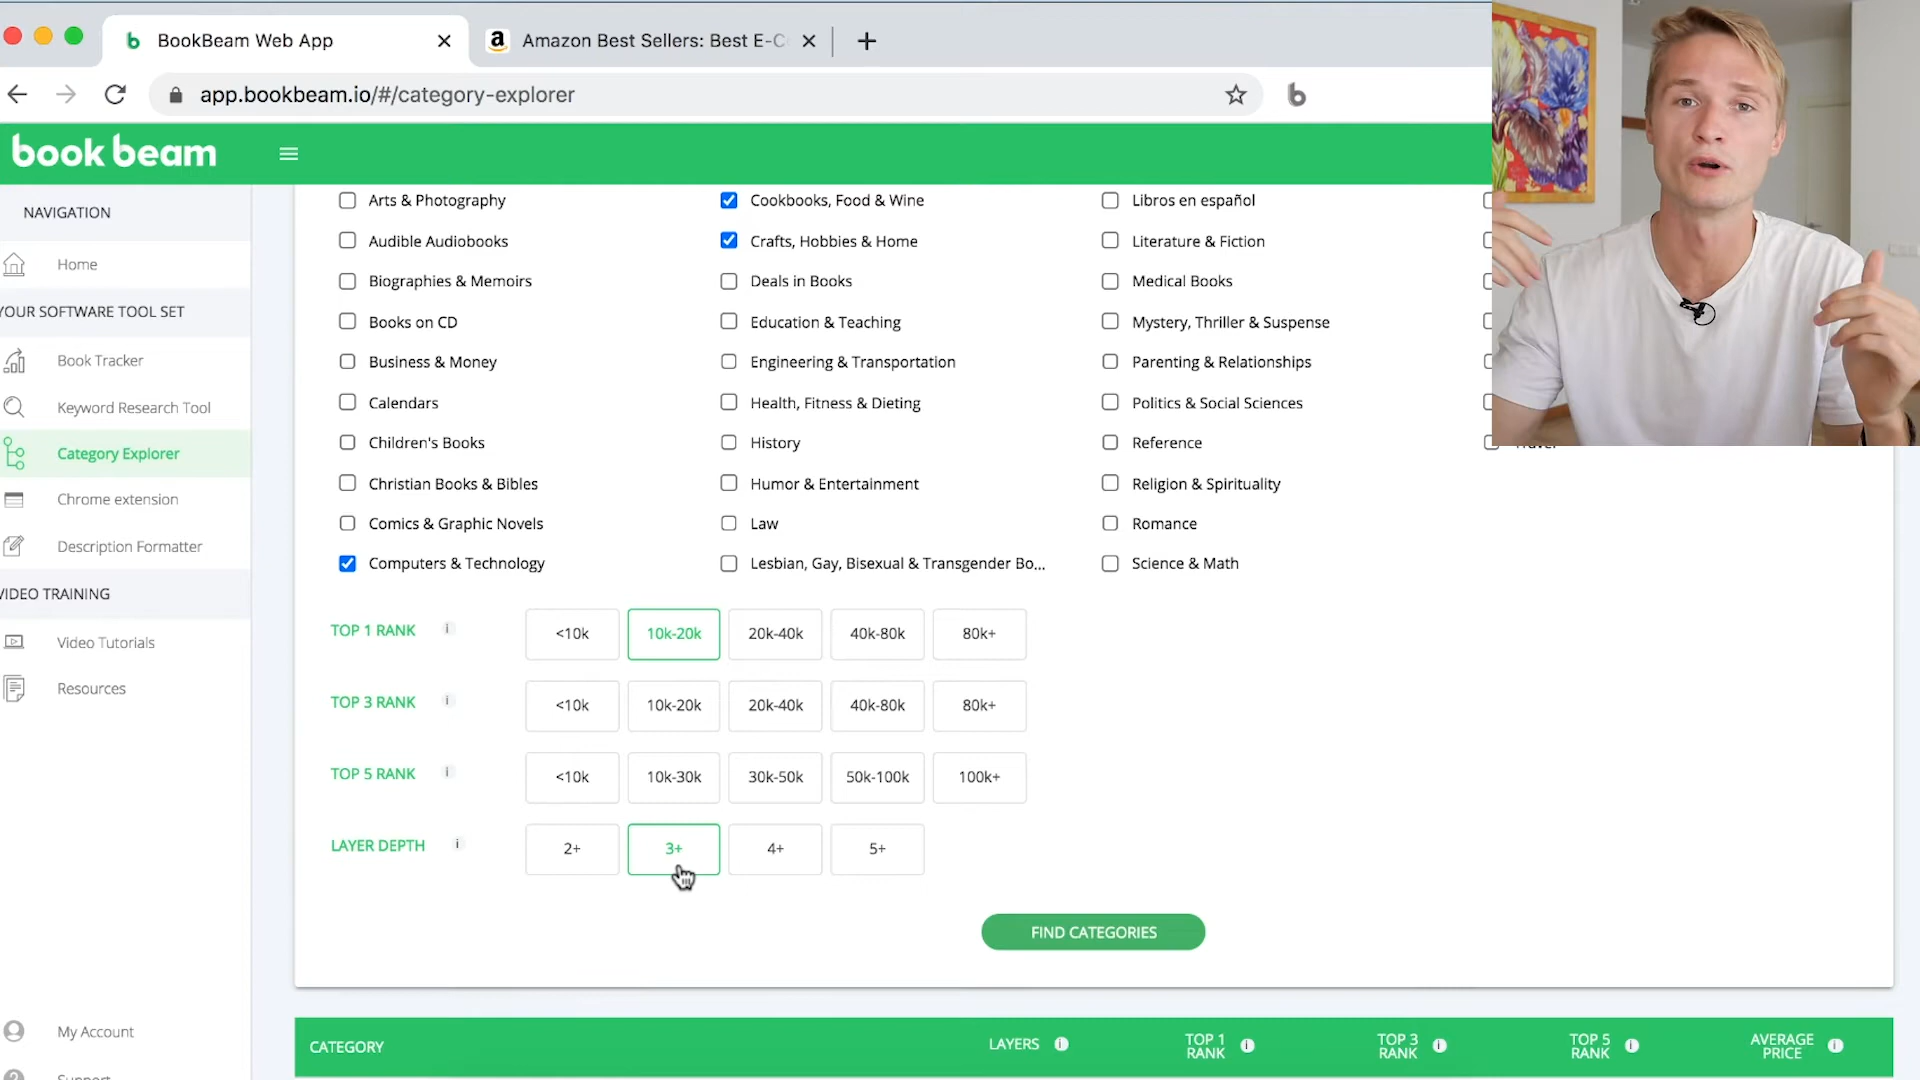 BookBeam Web App
Amazon Best Sellers: Best E-C
app.bookbeam.io/#/category-explorer
book beam
NAVIGATION
Home
YOUR SOFTWARE TOOL SET
Book Tracker
Keyword Research Tool
Category Explorer
Chrome extension
Description Formatter
VIDEO TRAINING
Video Tutorials
Resources
My Account
Support
Arts & Photography
Audible Audiobooks
Biographies & Memoirs
Books on CD
Business & Money
Calendars
Children's Books
Christian Books & Bibles
Comics & Graphic Novels
Computers & Technology
Cookbooks, Food & Wine
Crafts, Hobbies & Home
Deals in Books
Education & Teaching
Engineering & Transportation
Health, Fitness & Dieting
History
Humor & Entertainment
Law
Lesbian, Gay, Bisexual & Transgender Bo...
Libros en español
Literature & Fiction
Medical Books
Mystery, Thriller & Suspense
Parenting & Relationships
Politics & Social Sciences
Reference
Religion & Spirituality
Romance
Science & Math
TOP 1 RANK <10k 10k-20k 20k-40k 40k-80k 80k+
TOP 3 RANK <10k 10k-20k 20k-40k 40k-80k 80k+
TOP 5 RANK <10k 10k-30k 30k-50k 50k-100k 100k+
LAYER DEPTH 2+ 3+ 4+ 5+
FIND CATEGORIES
CATEGORY
LAYERS
TOP 1
RANK
TOP 3
RANK
TOP 5
RANK
AVERAGE
PRICE